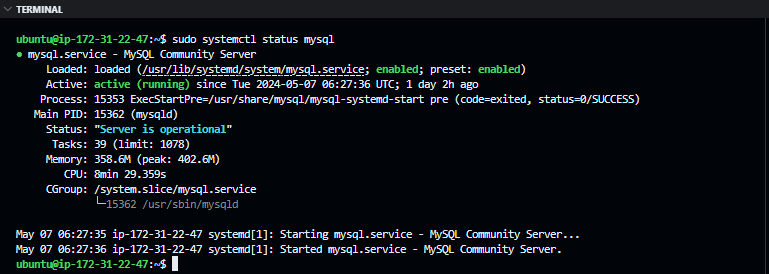 TERMINAL
ubuntu@ip-172-31-22-47:~$ sudo systemctl status mysql
● mysql.service - MySQL Community Server
Loaded: loaded (/usr/lib/systemd/system/mysql.service; enabled; preset: enabled)
Active: active (running) since Tue 2024-05-07 06:27:36 UTC; 1 day 2h ago
Process: 15353 ExecStartPre=/usr/share/mysql/mysql-systemd-start pre (code=exited, status=0/SUCCESS)
Main PID: 15362 (mysqld)
Status: "Server is operational"
Tasks: 39 (limit: 1078)
Memory: 358.6M (peak: 402.6M)
CPU: 8min 29.359s
CGroup: /system.slice/mysql.service
└─15362 /usr/sbin/mysqld
May 07 06:27:35 ip-172-31-22-47 systemd[1]: Starting mysql.service - MySQL Community Server...
May 07 06:27:36 ip-172-31-22-47 systemd[1]: Started mysql.service - MySQL Community Server.
ubuntu@ip-172-31-22-47:~$